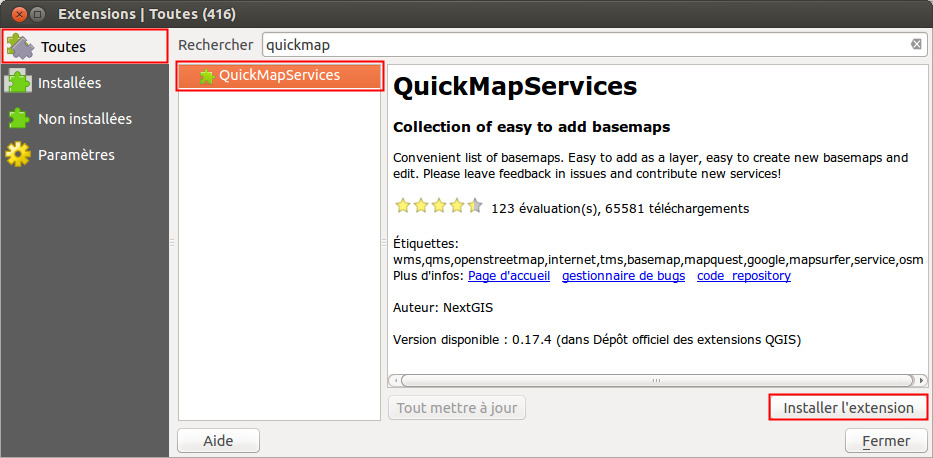 Extensions | Toutes (416)
Toutes
Installées
Non installées
Paramètres
Rechercher quickmap
QuickMapServices
QuickMapServices
Collection of easy to add basemaps
Convenient list of basemaps. Easy to add as a layer, easy to create new basemaps and
edit. Please leave feedback in issues and contribute new services!
123 évaluation(s), 65581 téléchargements
Étiquettes:
wms,qms,openstreetmap,internet,tms,basemap,mapquest,google,mapsurfer,service,osm
Plus d'infos: Page d'accueil gestionnaire de bugs code_repository
Auteur: NextGIS
Version disponible : 0.17.4 (dans Dépôt officiel des extensions QGIS)
Tout mettre à jour
Installer l'extension
Aide
Fermer